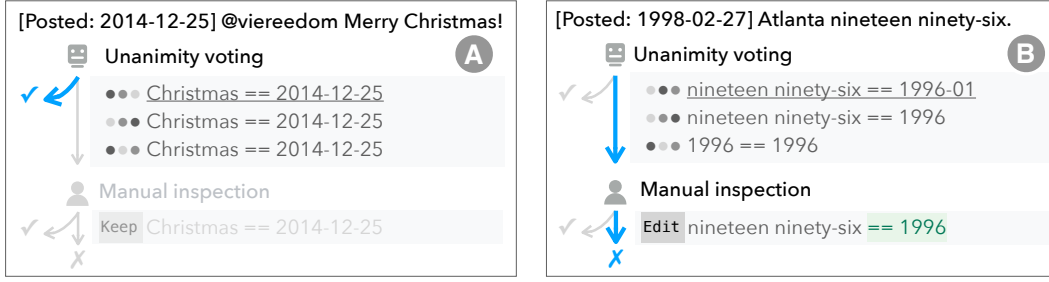 [Posted: 2014-12-25] @viereedom Merry Christmas!
Unanimity voting
A
Christmas == 2014-12-25
Christmas == 2014-12-25
Christmas == 2014-12-25
Manual inspection
Keep Christmas == 2014-12-25
[Posted: 1998-02-27] Atlanta nineteen ninety-six.
Unanimity voting
B
nineteen ninety-six == 1996-01
nineteen ninety-six == 1996
1996 == 1996
Manual inspection
Edit nineteen ninety-six == 1996